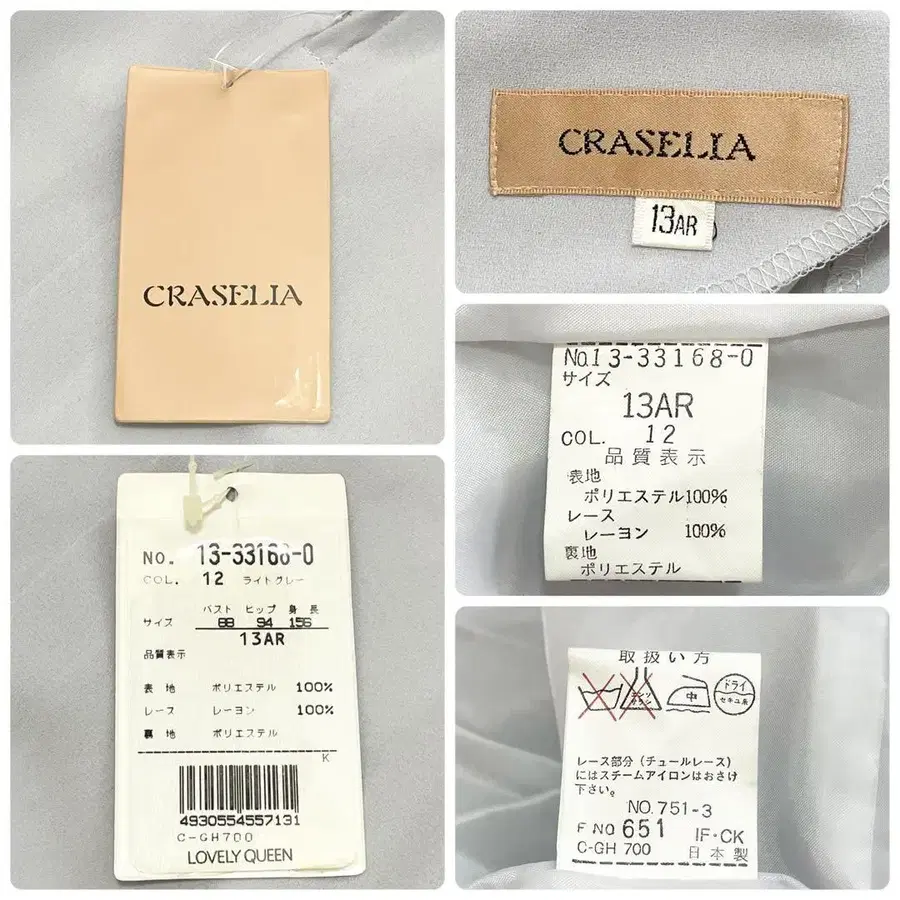 CRASELIA
CRASELIA
13AR
No.13-33168-0
サイズ
13AR
COL. 12
品質表示
表地
ポリエステル100%
レース
レーヨン 100%
裏地
ポリエステル
NO. 13-33168-0
COL. 12 ライトグレー
バスト ヒップ 身長
サイズ 88 94 156
13AR
品質表示
表地 ポリエステル 100%
レース レーヨン 100%
裏地 ポリエステル
K
4930554557131
C-GH700
LOVELY QUEEN
取扱い方
エンソ サラシ 中 ドライ セキユ系
レース部分（チュールレース）
にはスチームアイロンはおさけ
下さい。
NO.751-3
F NO 651 IF·CK
C-GH 700 日本製